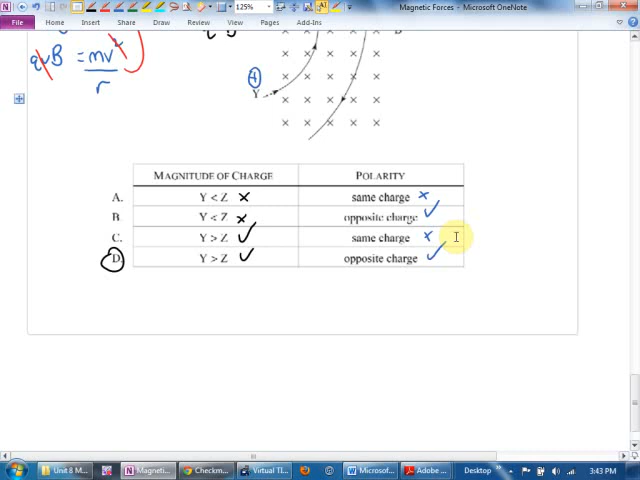 125%
Magnetic Forces - Microsoft OneNote
File
Home
Insert
Share
Draw
Review
View
Add-Ins
qvB = mv²
r
+
Y
MAGNITUDE OF CHARGE POLARITY
A. Y < Z x same charge x
B. Y < Z x opposite charge ✓
C. Y > Z ✓ same charge x
D. Y > Z ✓ opposite charge ✓
Unit 8 M
Magneti...
Checkm...
Virtual TI...
Microsof...
Adobe R...
Desktop
3:43 PM